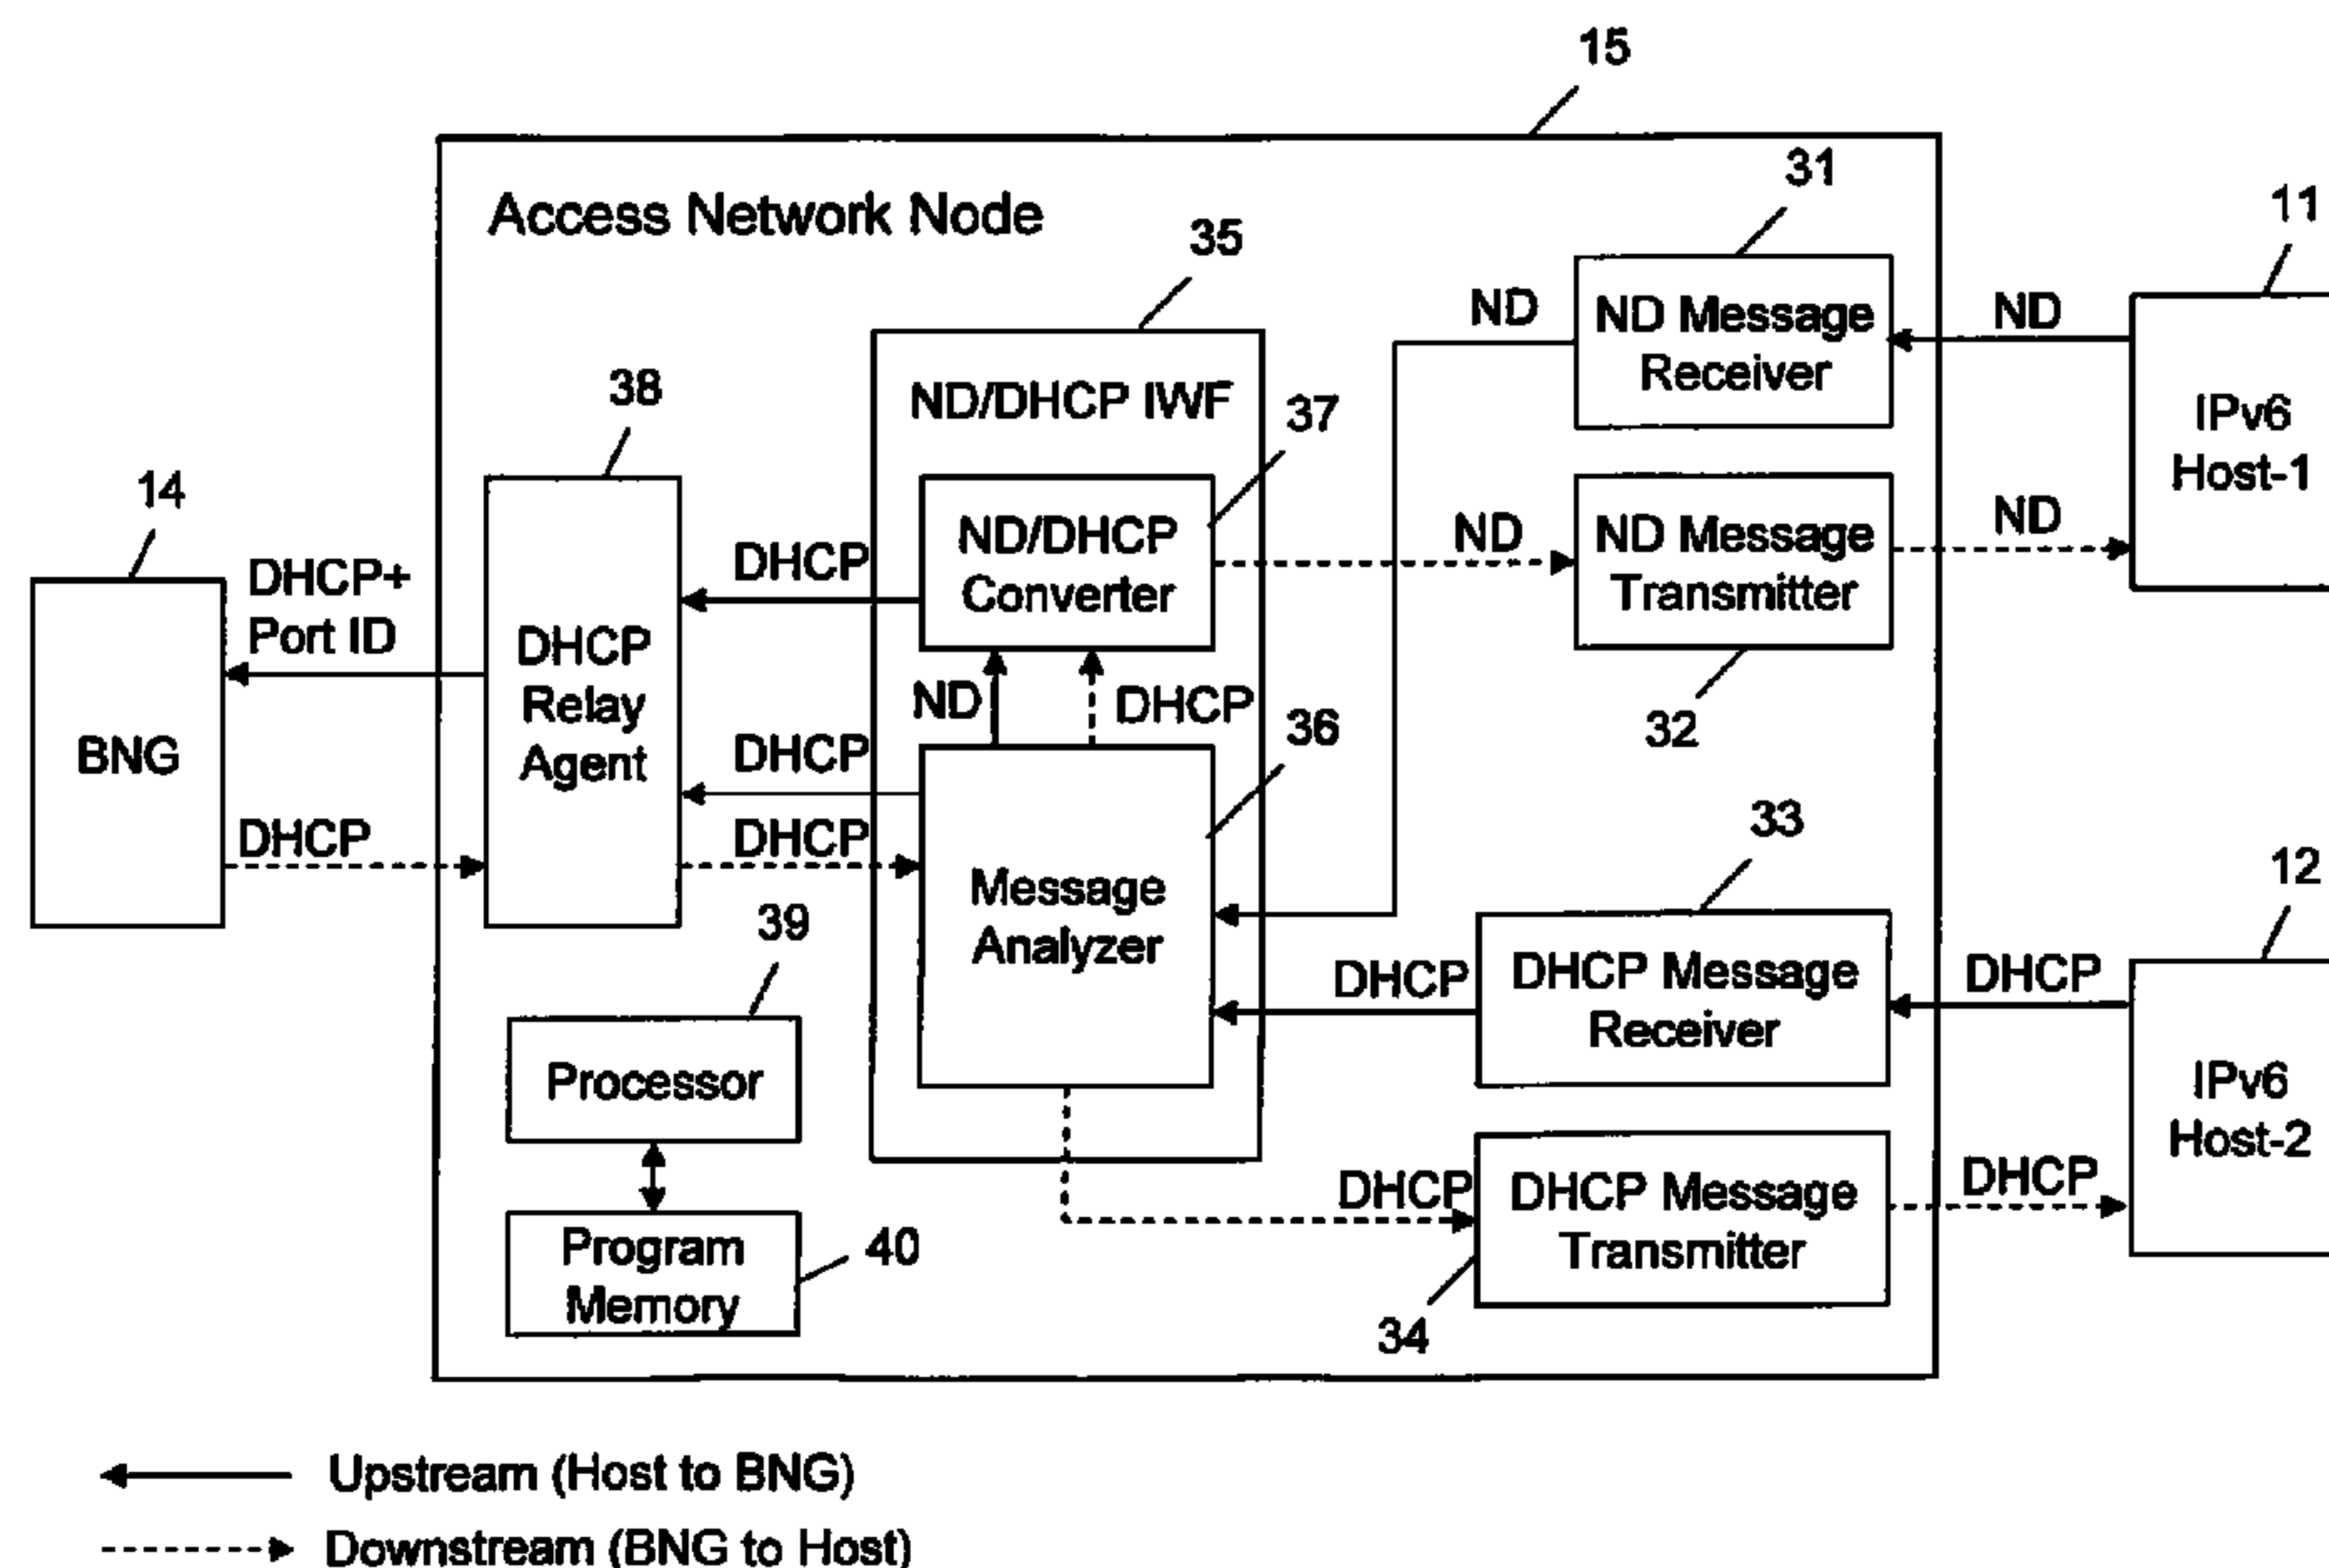 15
Access Network Node
31
11
35
ND
ND Message
Receiver
ND
38
ND/DHCP IWF
37
IPv6
Host-1
14
DHCP+
Port ID
DHCP
ND/DHCP
Converter
ND
ND Message
Transmitter
ND
DHCP
Relay
Agent
ND
DHCP
36
32
BNG
DHCP
33
DHCP
DHCP
Message
Analyzer
12
39
DHCP
DHCP Message
Receiver
DHCP
Processor
IPv6
Host-2
DHCP
DHCP Message
Transmitter
DHCP
Program
Memory
40
34
Upstream (Host to BNG)
Downstream (BNG to Host)